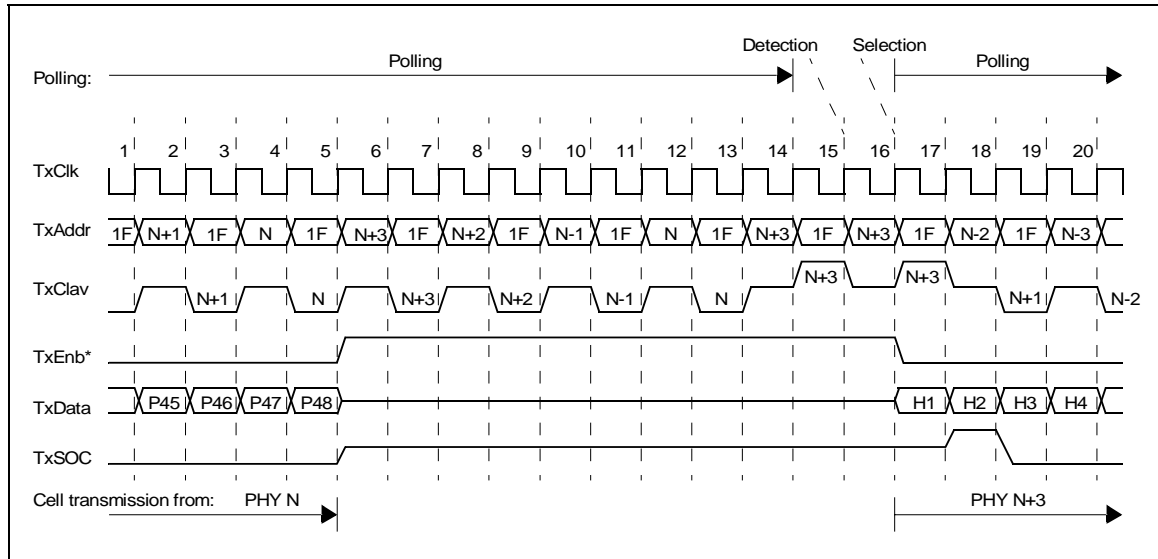 Detection Selection
Polling: Polling Polling
1 2 3 4 5 6 7 8 9 10 11 12 13 14 15 16 17 18 19 20
TxClk
TxAddr 1F N+1 1F N 1F N+3 1F N+2 1F N-1 1F N 1F N+3 1F N+3 1F N-2 1F N-3
TxClav N+1 N N+3 N+2 N-1 N N+3 N+3 N+1 N-2
TxEnb*
TxData P45 P46 P47 P48 H1 H2 H3 H4
TxSOC
Cell transmission from: PHY N PHY N+3